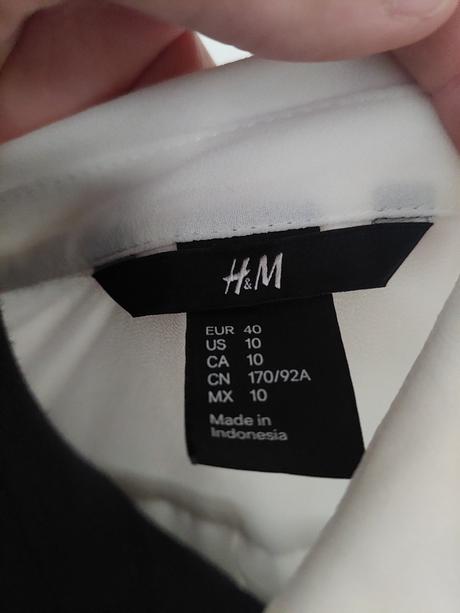 H&M
EUR 40
US 10
CA 10
CN 170/92A
MX 10
Made in
Indonesia